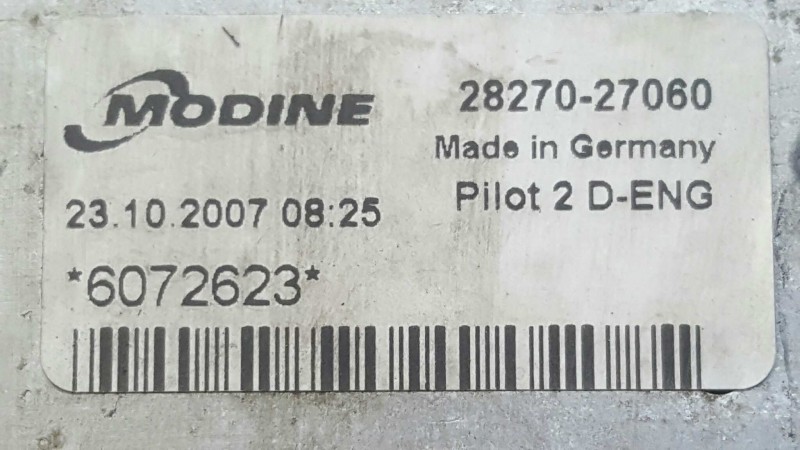 MODINE
28270-27060
Made in Germany
23.10.2007 08:25
Pilot 2 D-ENG
*6072623*